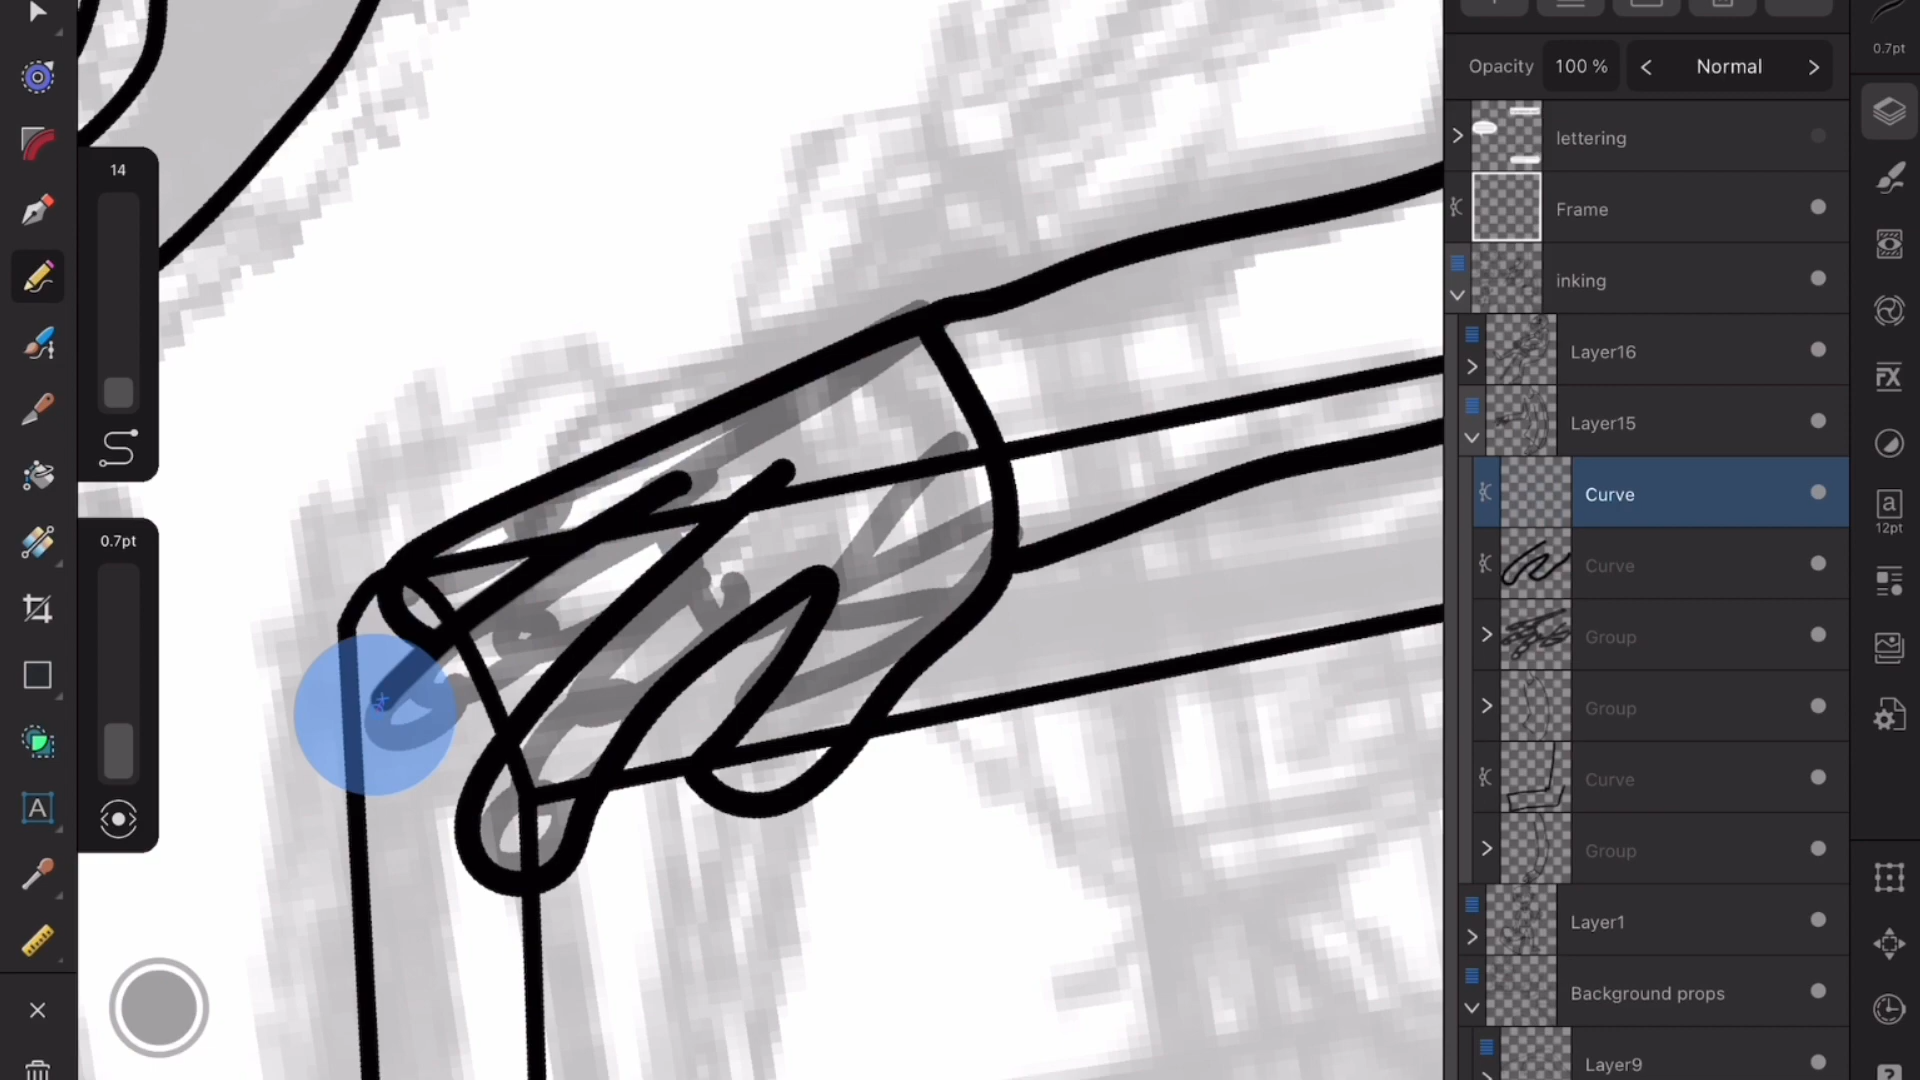 0.7pt
Opacity 100 % < Normal >
14
lettering
Frame
inking
Layer16
Layer15
Curve
a
12pt
0.7pt
Curve
Group
Group
Curve
A
Group
Layer1
Background props
Layer9
FX
?